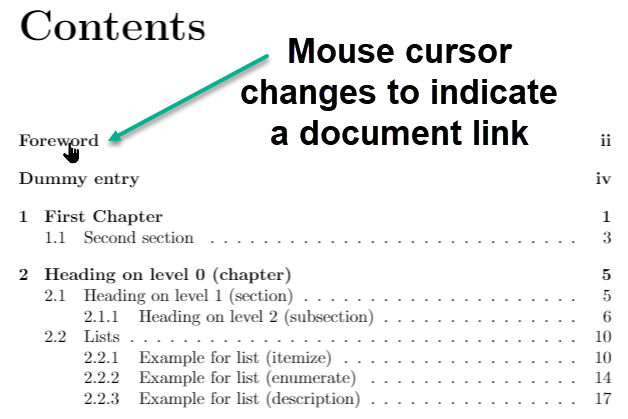 Contents
Mouse cursor
changes to indicate
a document link
Foreword ii
Dummy entry iv
1 First Chapter 1
1.1 Second section . . . . . . . . . . . . . . . . . . . . . . . . . . . . 3
2 Heading on level 0 (chapter) 5
2.1 Heading on level 1 (section) . . . . . . . . . . . . . . . . . . . . . 5
2.1.1 Heading on level 2 (subsection) . . . . . . . . . . . . . . . 6
2.2 Lists . . . . . . . . . . . . . . . . . . . . . . . . . . . . . . . . . . 10
2.2.1 Example for list (itemize) . . . . . . . . . . . . . . . . . . 10
2.2.2 Example for list (enumerate) . . . . . . . . . . . . . . . . 14
2.2.3 Example for list (description) . . . . . . . . . . . . . . . . 17